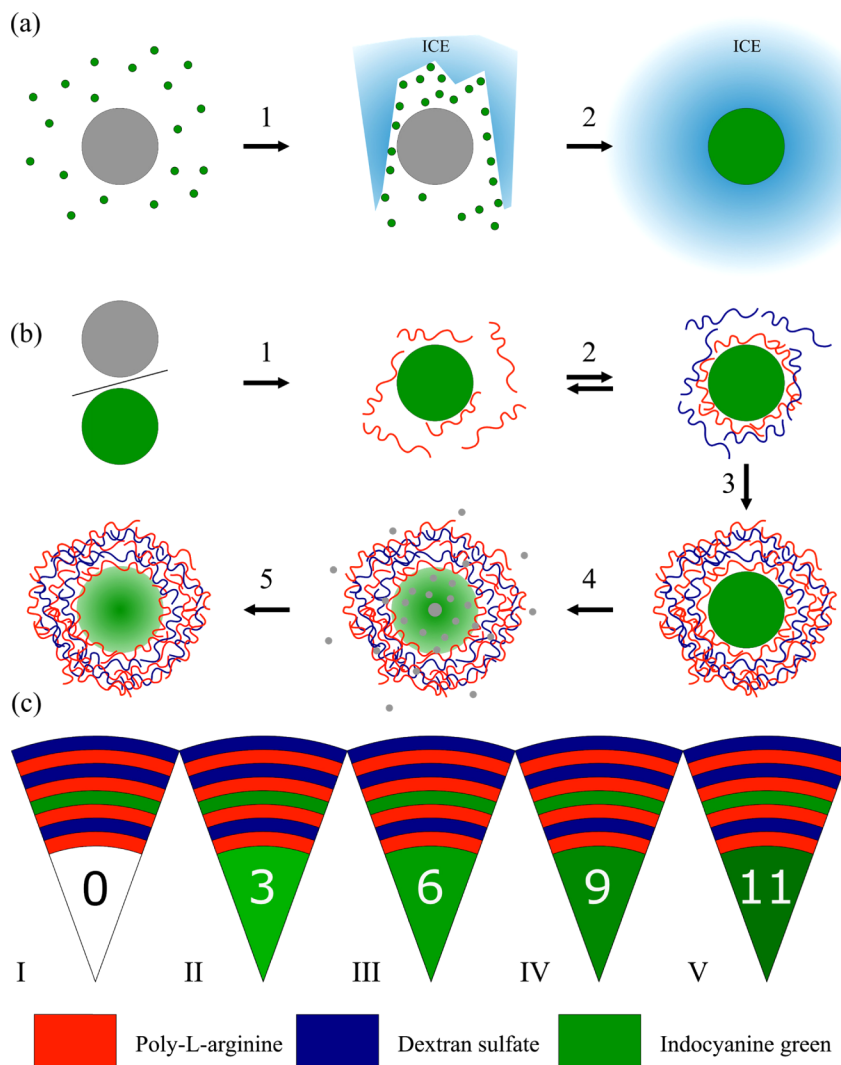 (a)
ICE
ICE
1
2
(b)
1
2
3
5
4
(c)
0
3
6
9
11
I
II
III
IV
V
Poly-L-arginine
Dextran sulfate
Indocyanine green